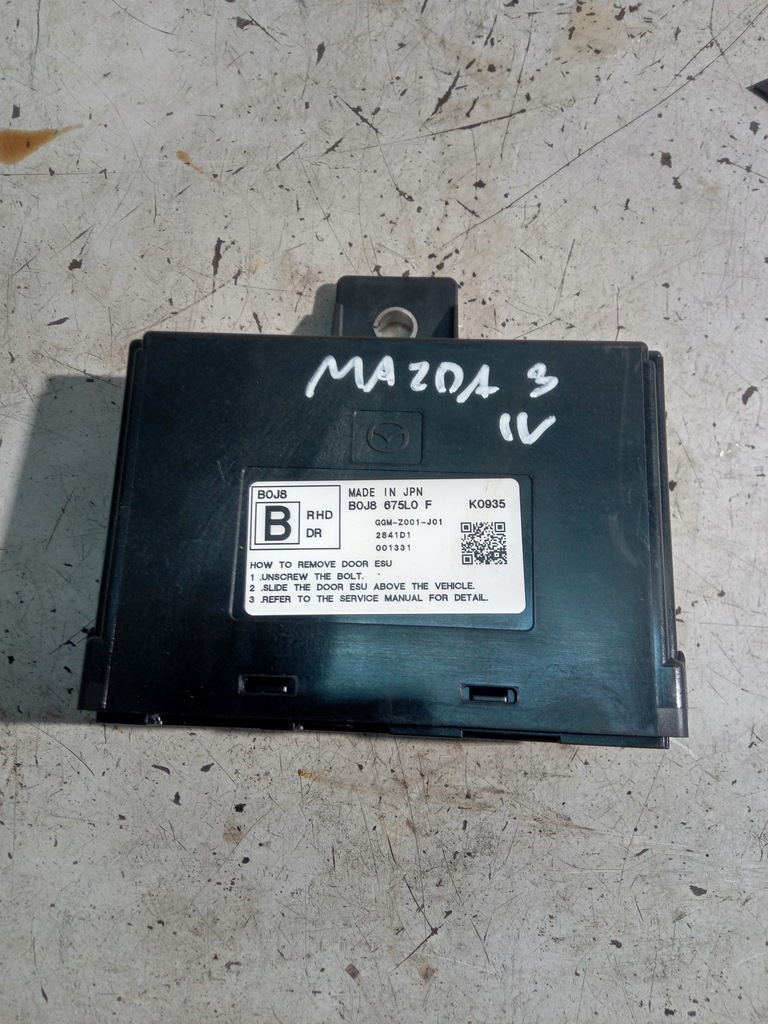 MAZDA 3
IV
B0J8
B
RHD
DR
MADE IN JPN
B0J8 675L0 F K0935
GGM-Z001-J01
2841D1
001331
HOW TO REMOVE DOOR ESU
1 .UNSCREW THE BOLT.
2 .SLIDE THE DOOR ESU ABOVE THE VEHICLE.
3 .REFER TO THE SERVICE MANUAL FOR DETAIL.